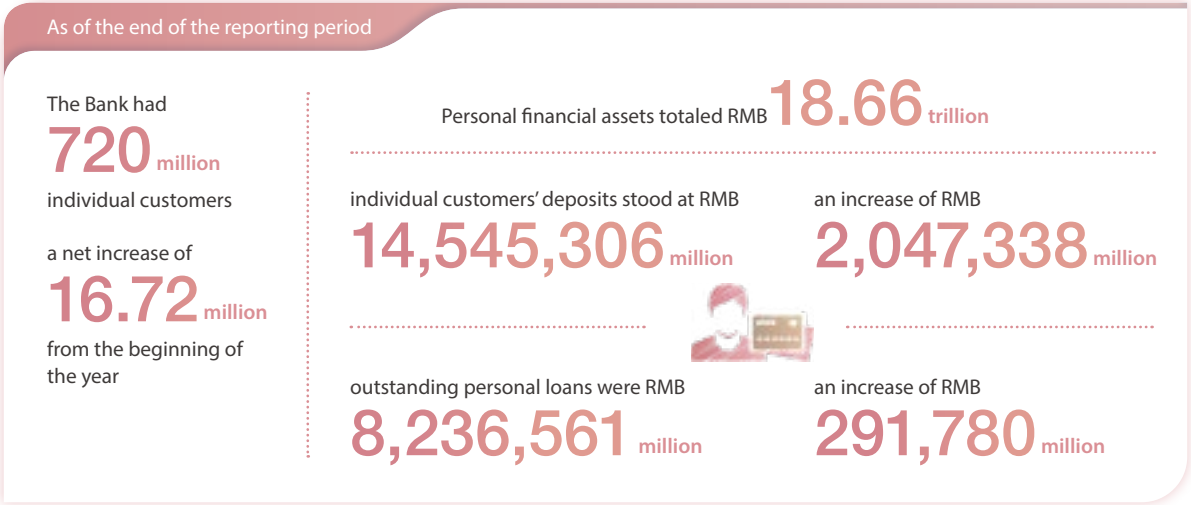 As of the end of the reporting period
The Bank had
720 million
individual customers
a net increase of
16.72 million
from the beginning of
the year
Personal financial assets totaled RMB 18.66 trillion
individual customers' deposits stood at RMB
14,545,306 million
an increase of RMB
2,047,338 million
outstanding personal loans were RMB
8,236,561 million
an increase of RMB
291,780 million